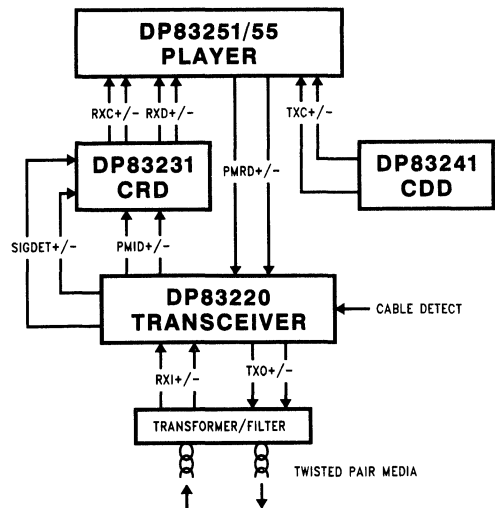 DP83251/55
PLAYER
RXC+/-
RXD+/-
TXC+/-
DP83231
CRD
PMRD+/-
DP83241
CDD
SIGDET+/-
PMID+/-
DP83220
TRANSCEIVER
CABLE DETECT
RXI+/-
TXO+/-
TRANSFORMER/FILTER
TWISTED PAIR MEDIA